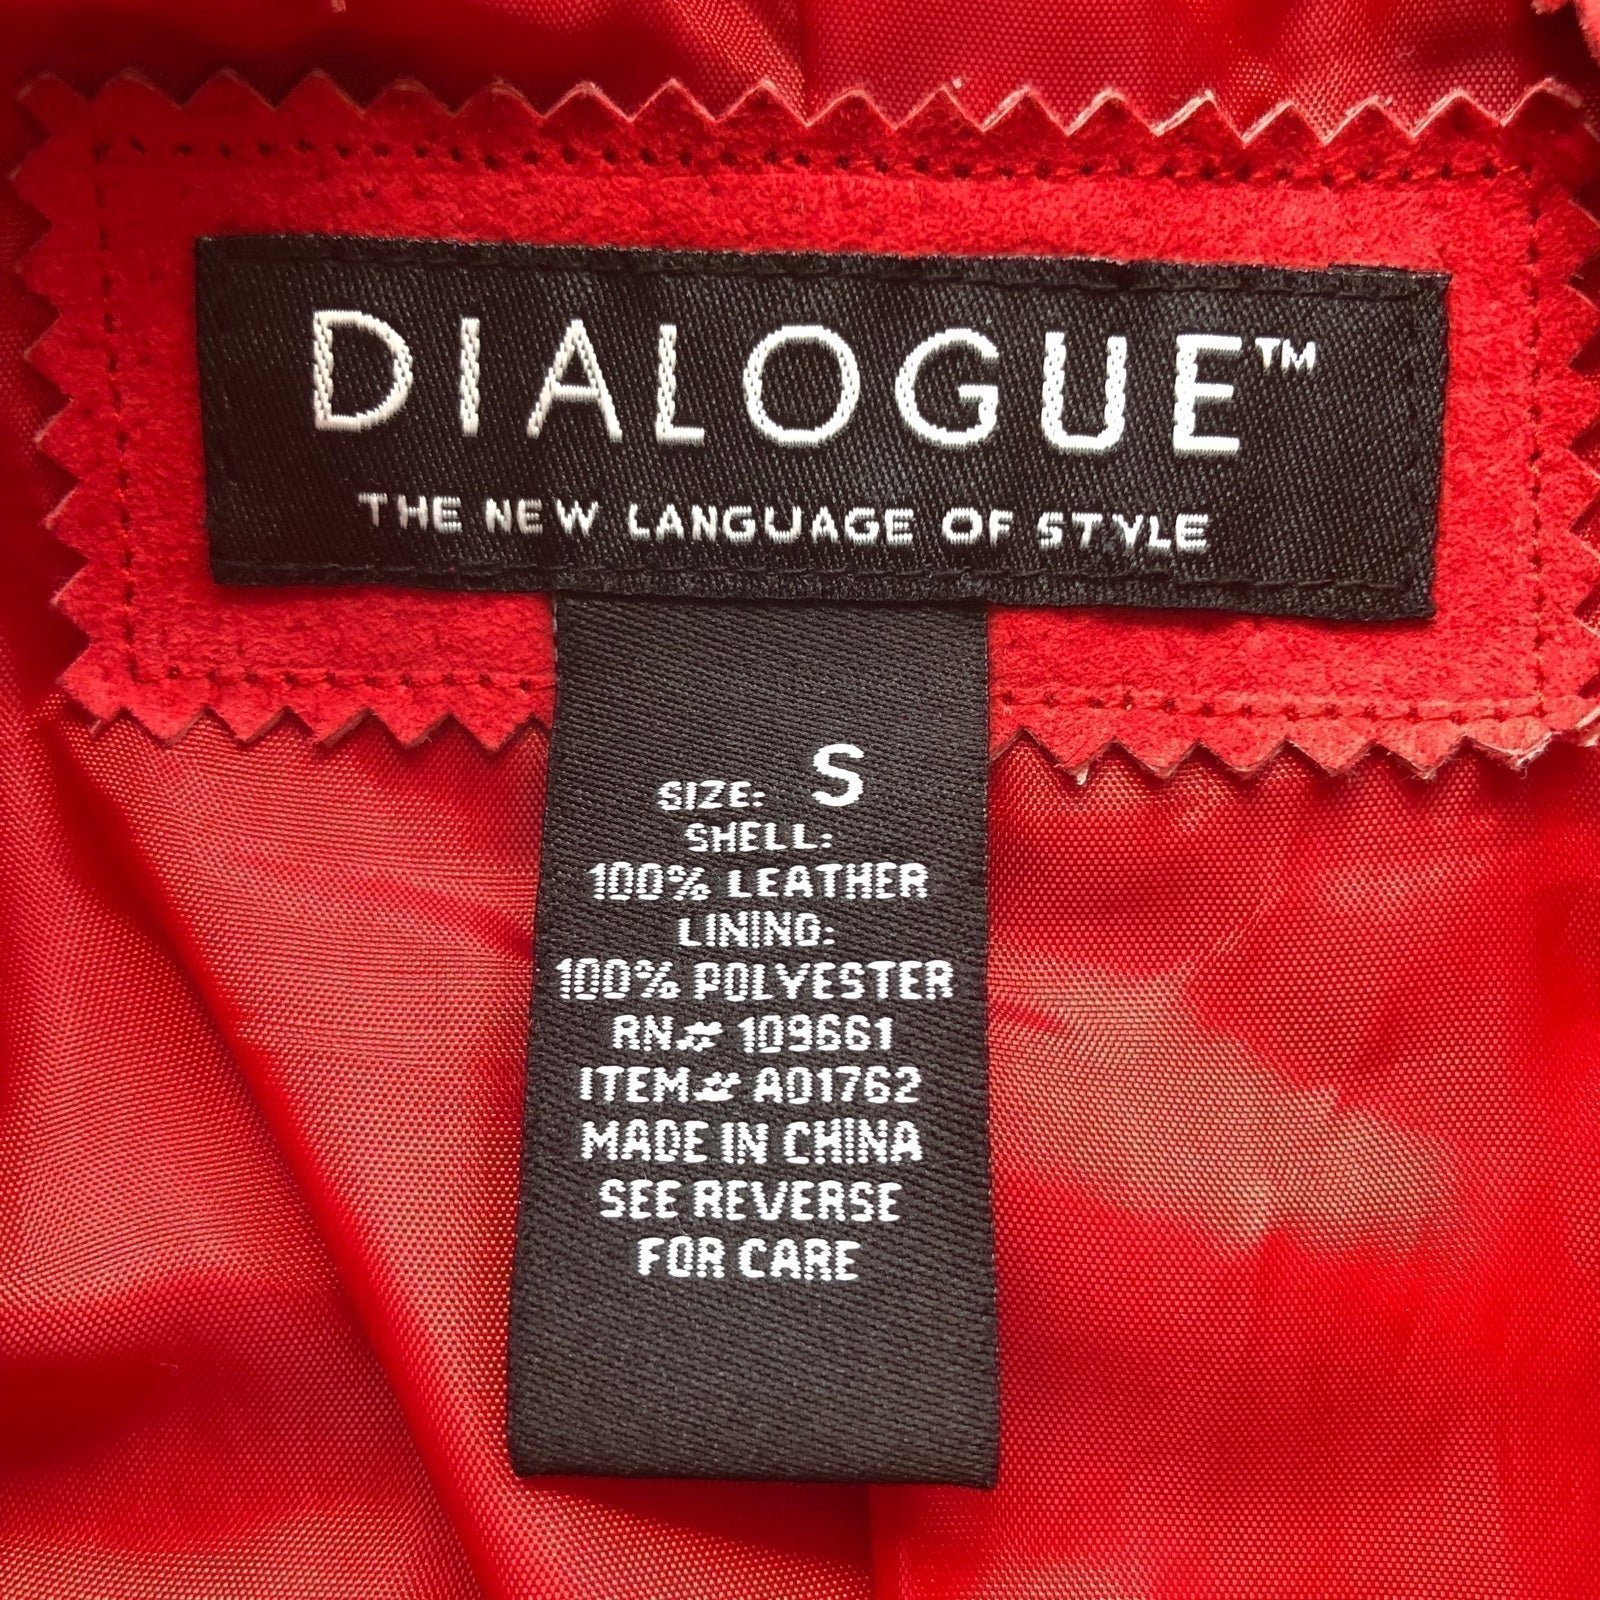 DIALOGUE™
THE NEW LANGUAGE OF STYLE
SIZE: S
SHELL:
100% LEATHER
LINING:
100% POLYESTER
RN# 109661
ITEM# A01762
MADE IN CHINA
SEE REVERSE
FOR CARE